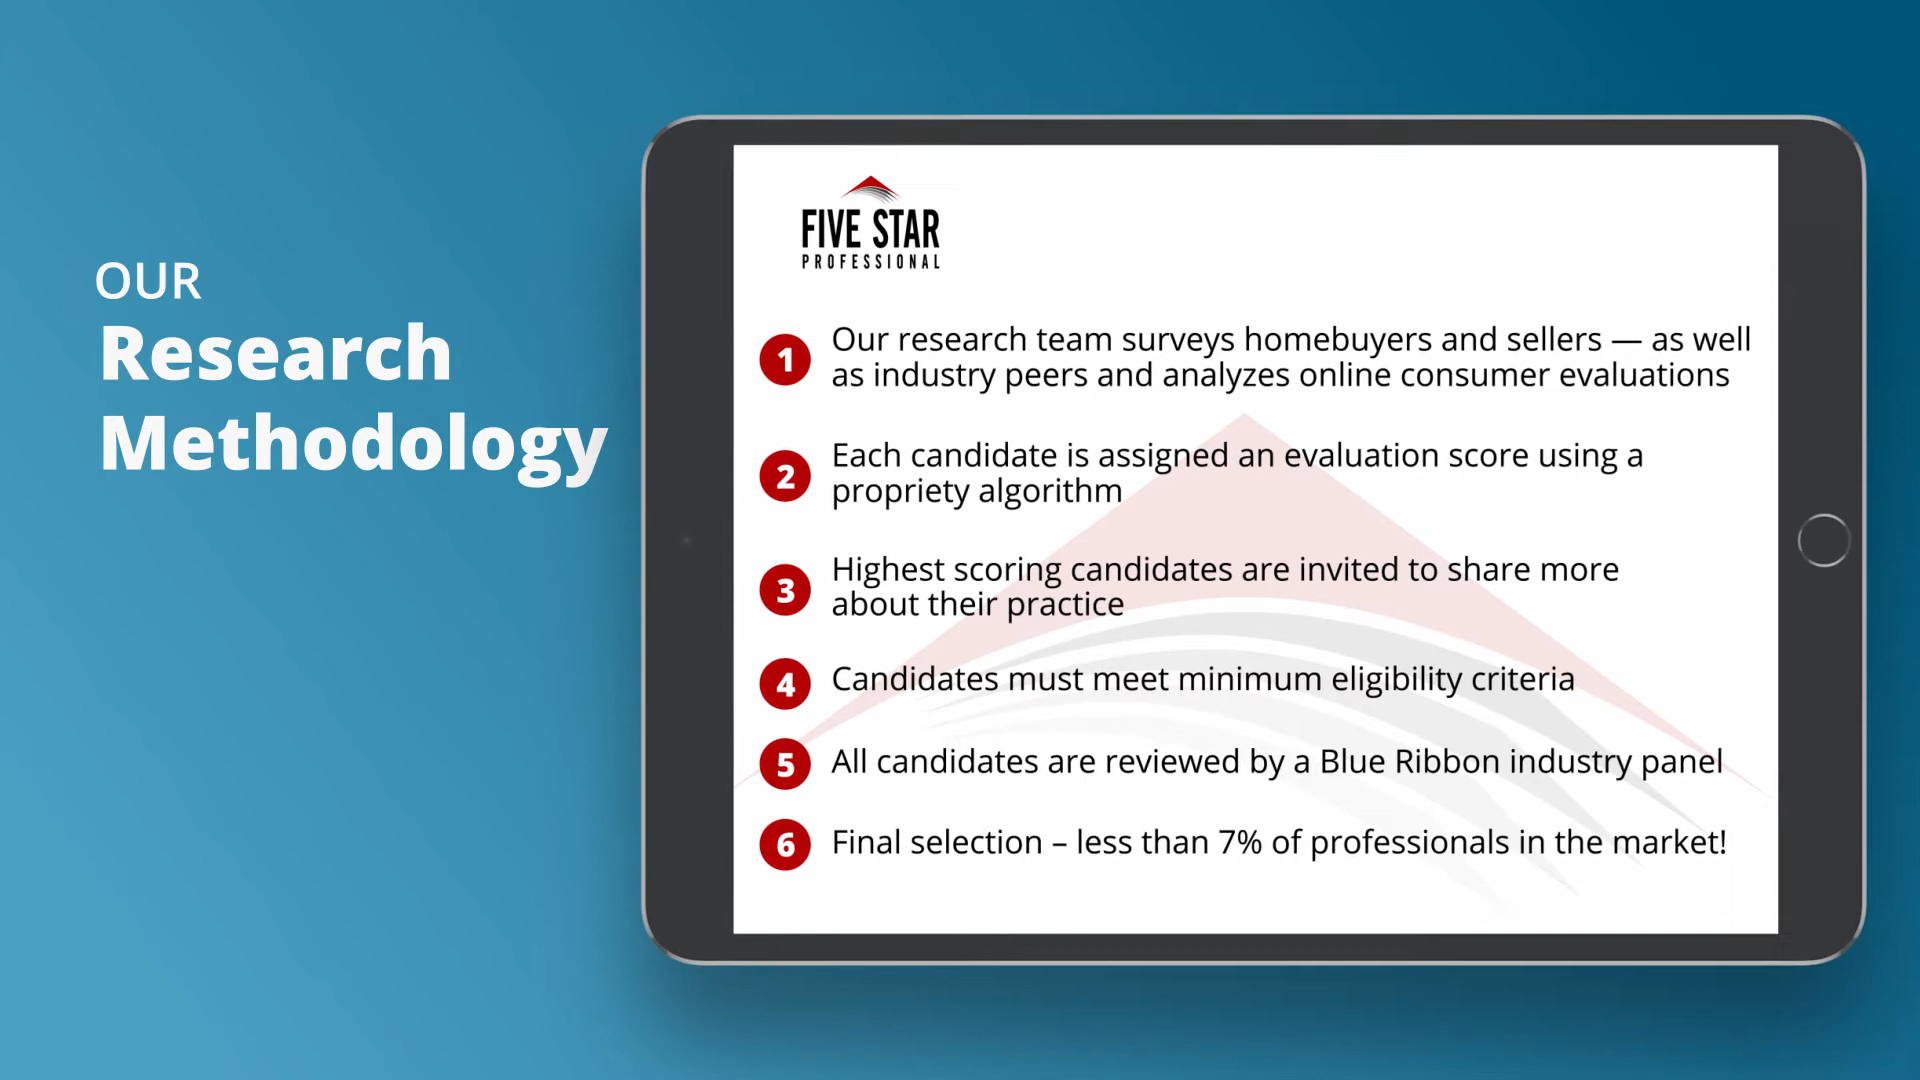 OUR
Research
Methodology
FIVE STAR
PROFESSIONAL
1 Our research team surveys homebuyers and sellers — as well
as industry peers and analyzes online consumer evaluations
2 Each candidate is assigned an evaluation score using a
propriety algorithm
3 Highest scoring candidates are invited to share more
about their practice
4 Candidates must meet minimum eligibility criteria
5 All candidates are reviewed by a Blue Ribbon industry panel
6 Final selection – less than 7% of professionals in the market!